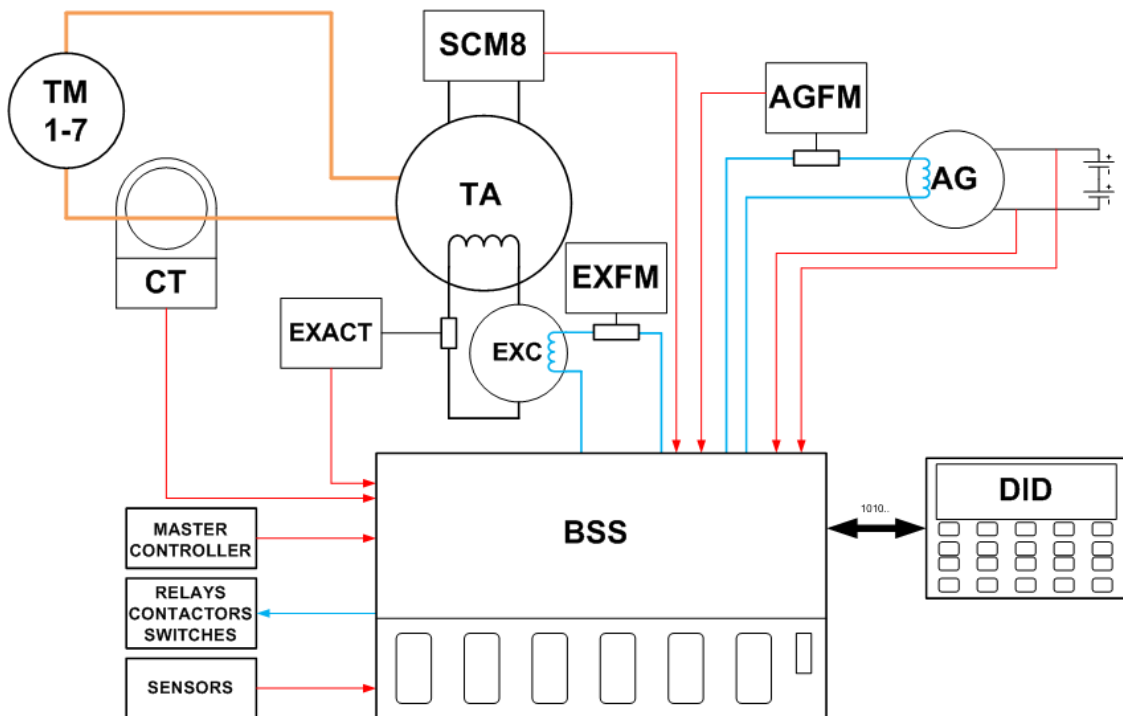 SCM8
TM
1-7
AGFM
TA
AG
+
-
+
-
CT
EXFM
EXACT
EXC
MASTER
CONTROLLER
BSS
1010..
DID
RELAYS
CONTACTORS
SWITCHES
SENSORS